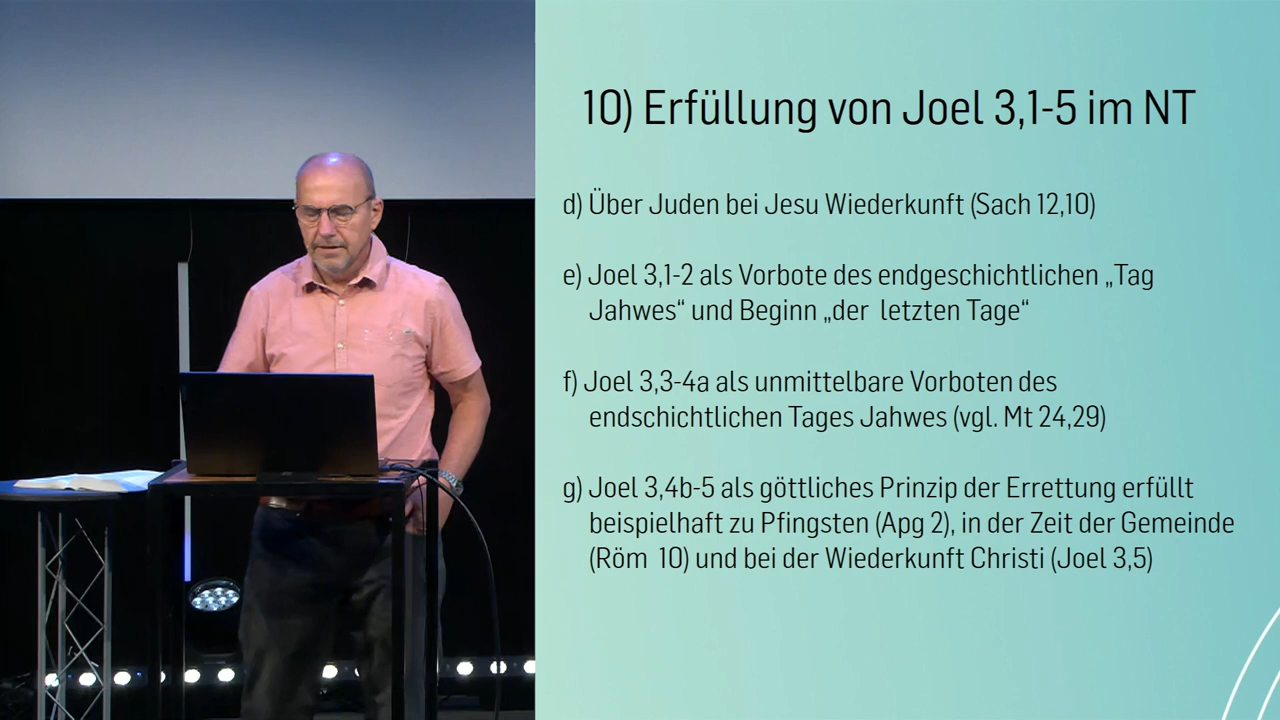 10) Erfüllung von Joel 3,1-5 im NT
d) Über Juden bei Jesu Wiederkunft (Sach 12,10)
e) Joel 3,1-2 als Vorbote des endgeschichtlichen „Tag
Jahwes“ und Beginn „der letzten Tage“
f) Joel 3,3-4a als unmittelbare Vorboten des
endschichtlichen Tages Jahwes (vgl. Mt 24,29)
g) Joel 3,4b-5 als göttliches Prinzip der Errettung erfüllt
beispielhaft zu Pfingsten (Apg 2), in der Zeit der Gemeinde
(Röm 10) und bei der Wiederkunft Christi (Joel 3,5)